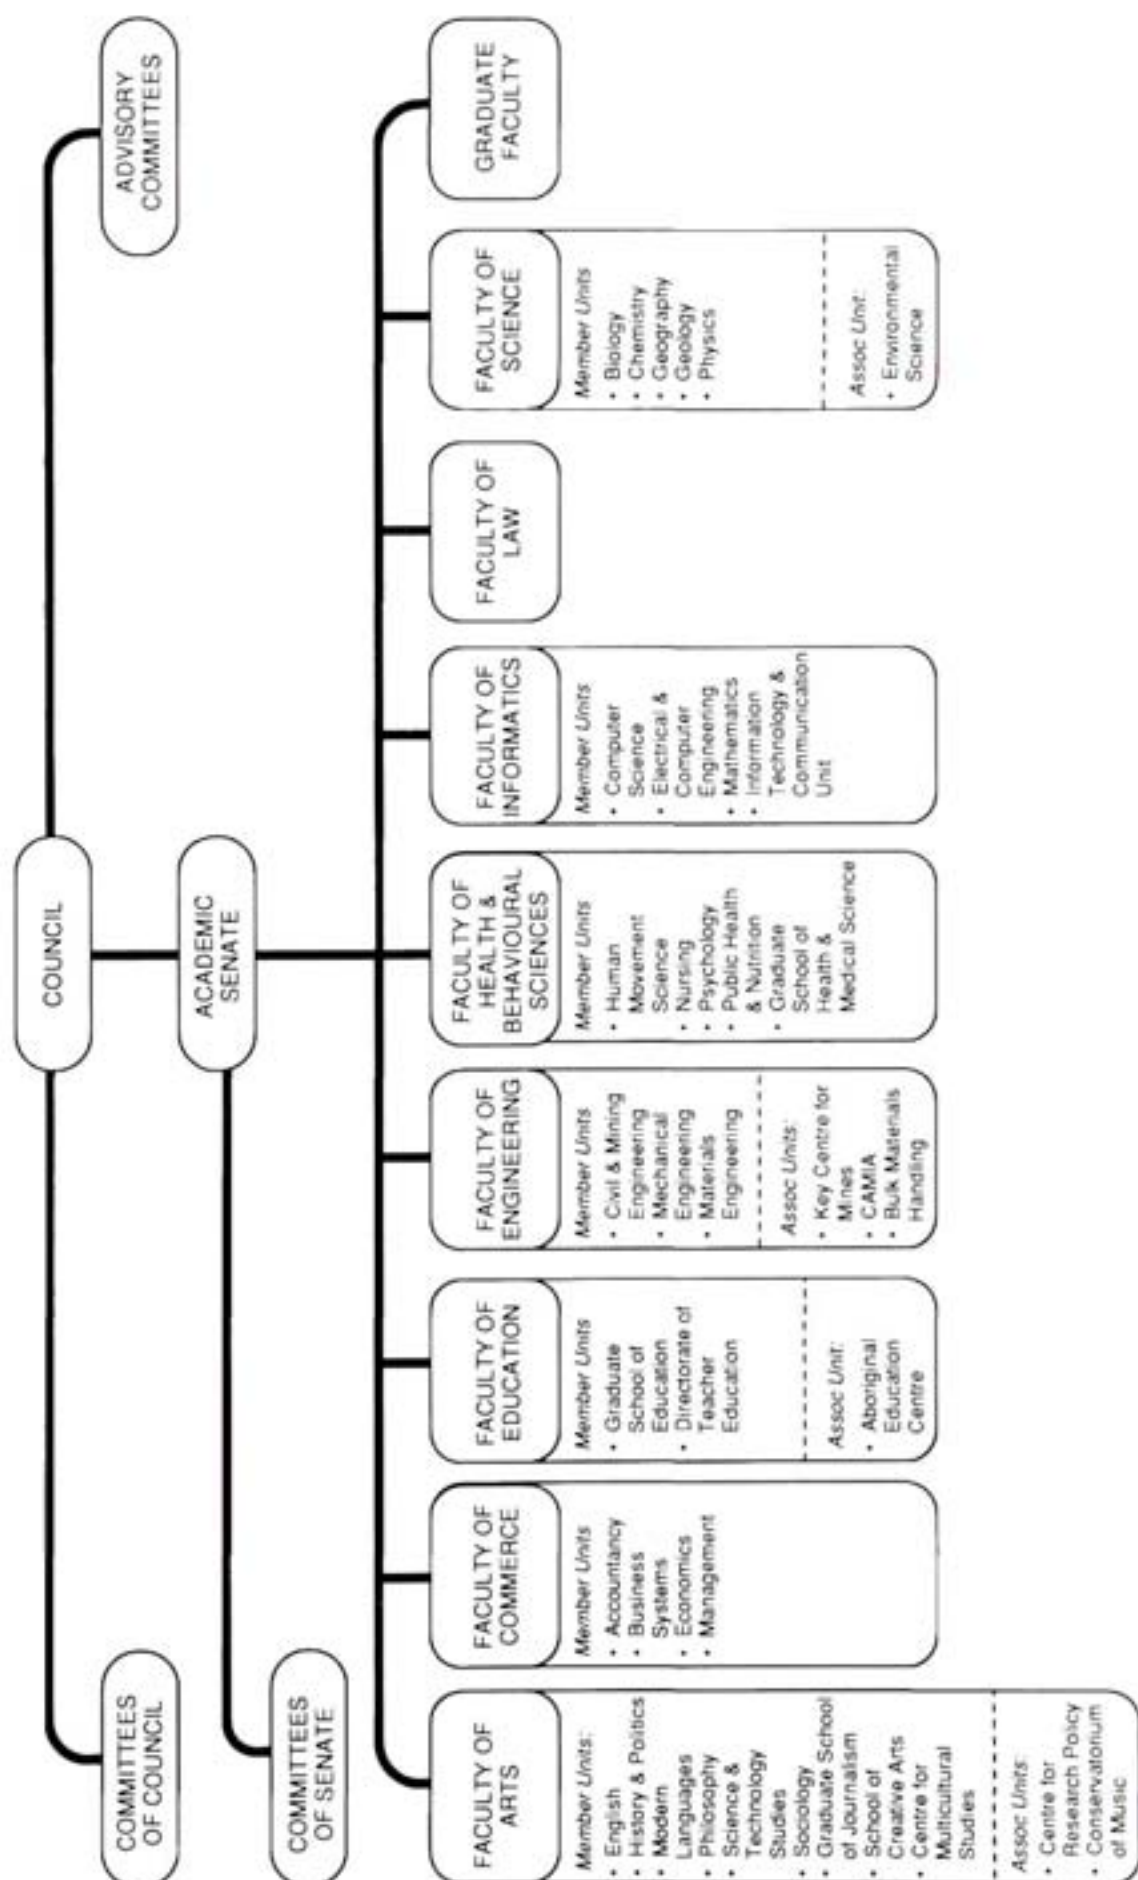 COUNCIL
COMMITTEES
OF COUNCIL
ADVISORY
COMMITTEES
ACADEMIC
SENATE
COMMITTEES
OF SENATE
FACULTY OF
ARTS
Member Units:
• English
• History & Politics
• Modern
Languages
• Philosophy
• Science &
Technology
Studies
• Sociology
• Graduate School
of Journalism
• School of
Creative Arts
• Centre for
Multicultural
Studies
Assoc Units:
• Centre for
Research Policy
• Conservatorium
of Music
FACULTY OF
COMMERCE
Member Units
• Accountancy
• Business
Systems
• Economics
• Management
FACULTY OF
EDUCATION
Member Units
• Graduate
School of
Education
• Directorate of
Teacher
Education
Assoc Unit:
• Aboriginal
Education
Centre
FACULTY OF
ENGINEERING
Member Units
• Civil & Mining
Engineering
• Mechanical
Engineering
• Materials
Engineering
Assoc Units:
• Key Centre for
Mines
• CAMIA
• Bulk Materials
Handling
FACULTY OF
HEALTH &
BEHAVIOURAL
SCIENCES
Member Units
• Human
Movement
Science
• Nursing
• Psychology
• Public Health
& Nutrition
• Graduate
School of
Health &
Medical Science
FACULTY OF
INFORMATICS
Member Units
• Computer
Science
• Electrical &
Computer
Engineering
• Mathematics
• Information
Technology &
Communication
Unit
FACULTY OF
LAW
FACULTY OF
SCIENCE
Member Units
• Biology
• Chemistry
• Geography
• Geology
• Physics
Assoc Unit:
• Environmental
Science
GRADUATE
FACULTY